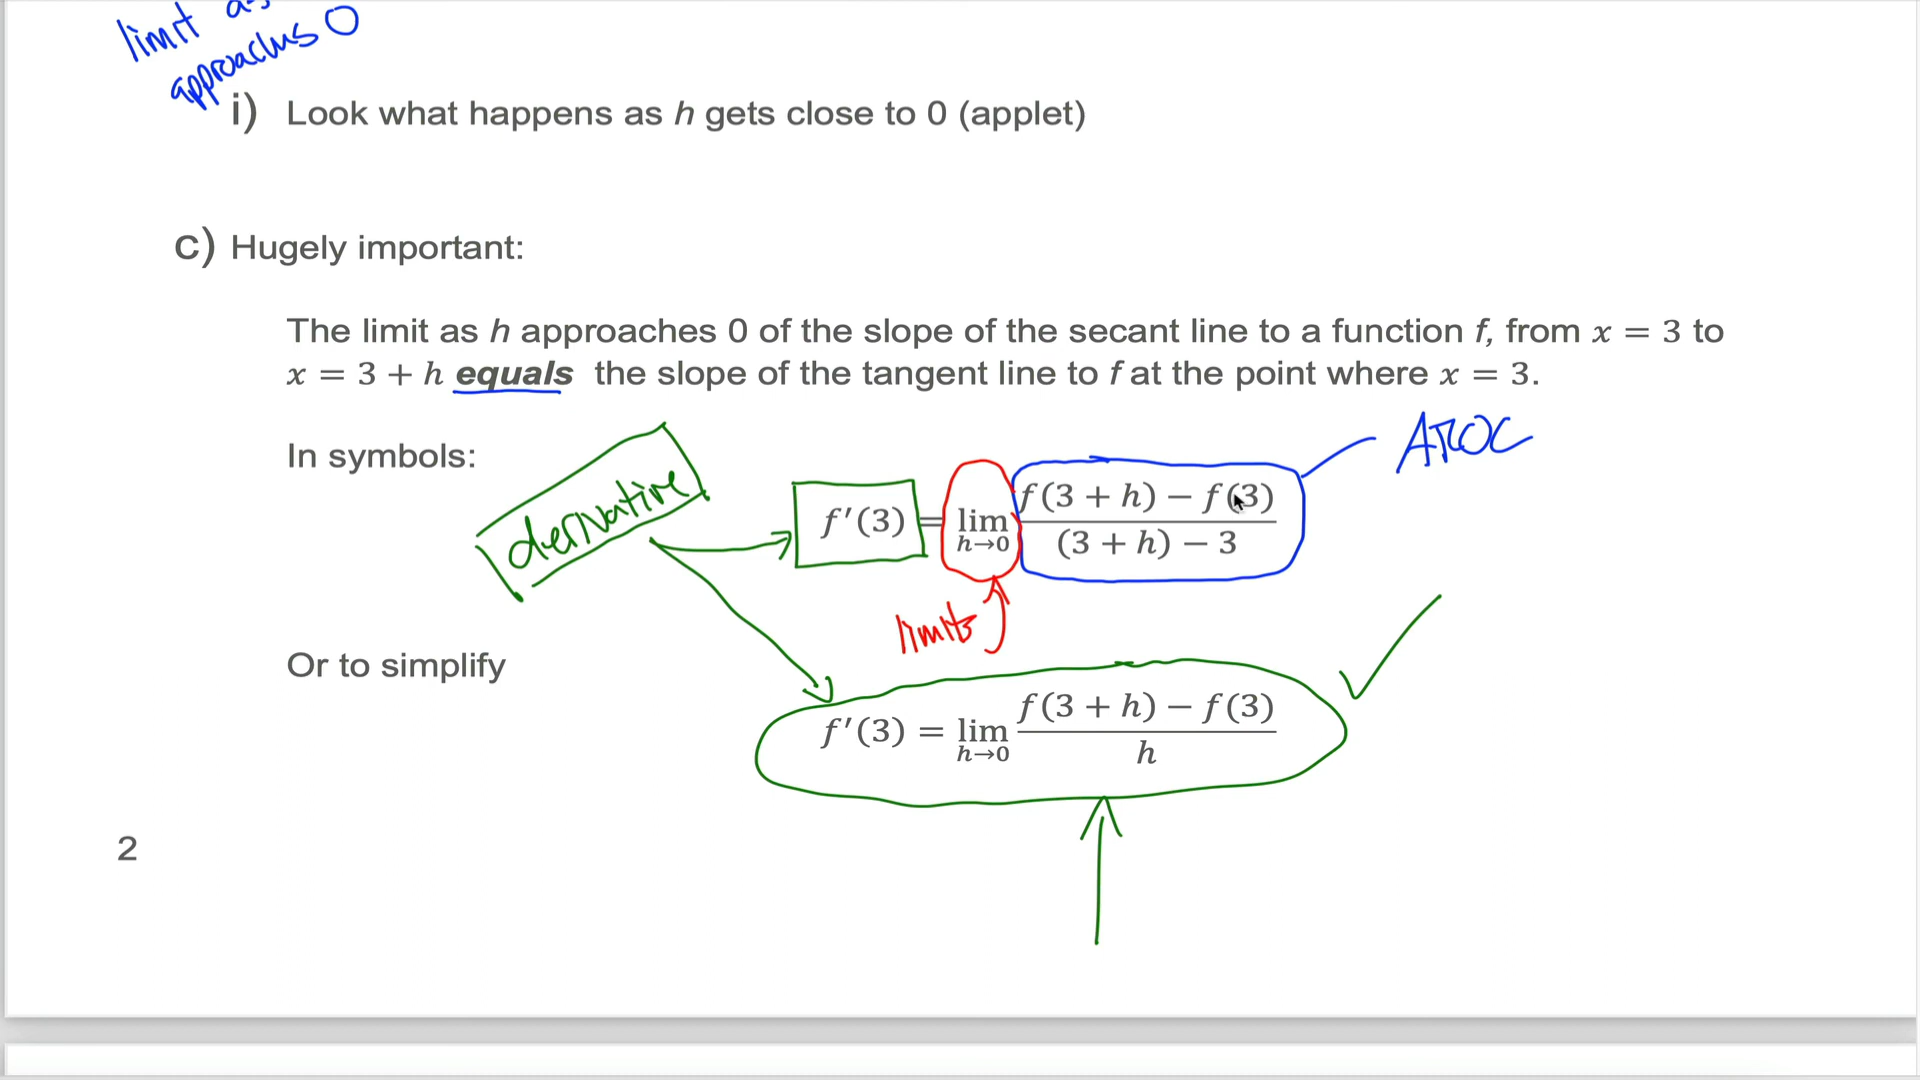 limit as
approaches 0
i) Look what happens as h gets close to 0 (applet)
c) Hugely important:
The limit as h approaches 0 of the slope of the secant line to a function f, from x = 3 to
x = 3 + h equals the slope of the tangent line to f at the point where x = 3.
AROC
In symbols:
derivative
f′(3) = lim h→0 f(3 + h) − f(3) / (3 + h) − 3
limits
Or to simplify
f′(3) = lim h→0 f(3 + h) − f(3) / h
2